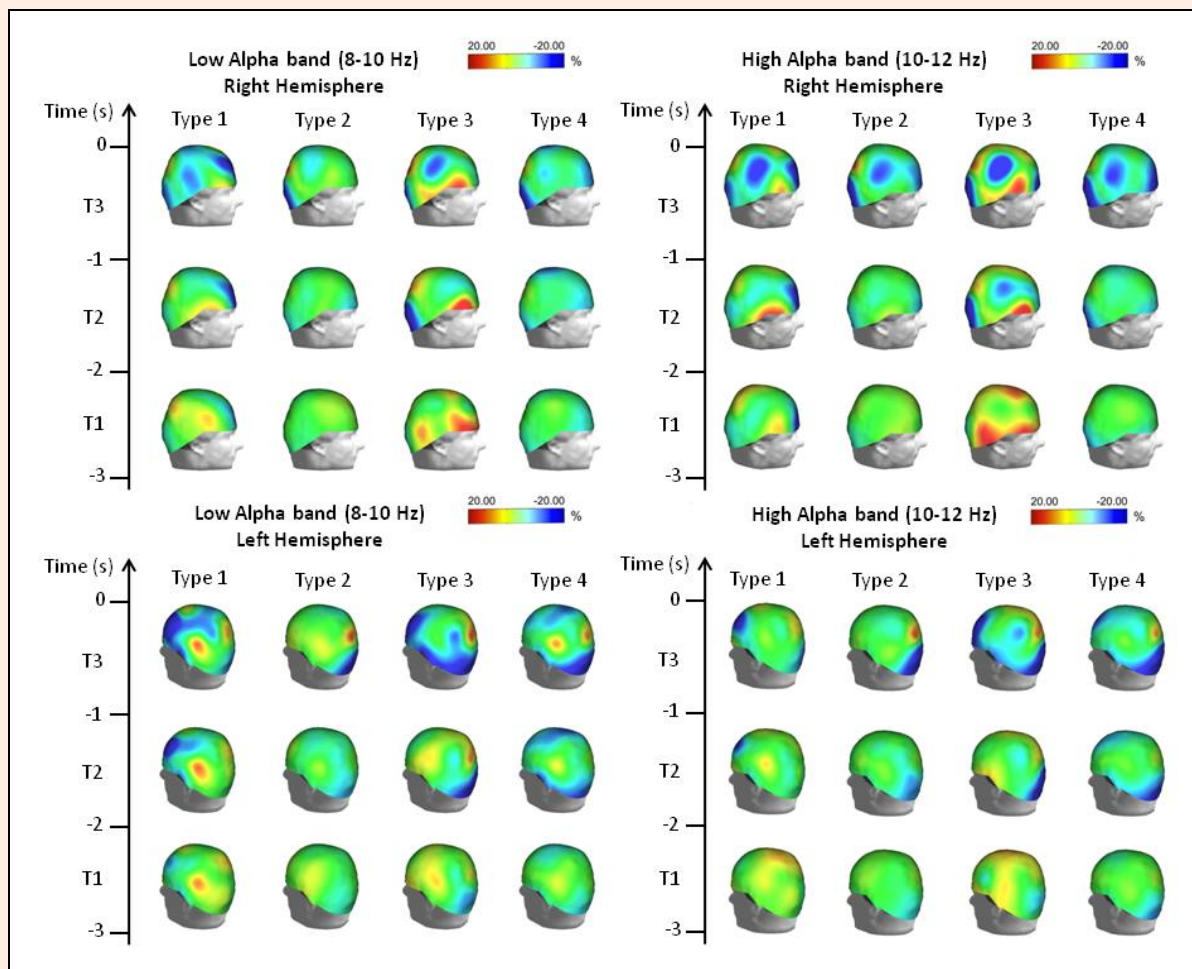 Low Alpha band (8-10 Hz)
20.00 -20.00
%
Right Hemisphere
Time (s)
Type 1 Type 2 Type 3 Type 4
0
T3
-1
T2
-2
T1
-3
High Alpha band (10-12 Hz)
20.00 -20.00
%
Right Hemisphere
Time (s)
Type 1 Type 2 Type 3 Type 4
0
T3
-1
T2
-2
T1
-3
Low Alpha band (8-10 Hz)
20.00 -20.00
%
Left Hemisphere
Time (s)
Type 1 Type 2 Type 3 Type 4
0
T3
-1
T2
-2
T1
-3
High Alpha band (10-12 Hz)
20.00 -20.00
%
Left Hemisphere
Time (s)
Type 1 Type 2 Type 3 Type 4
0
T3
-1
T2
-2
T1
-3